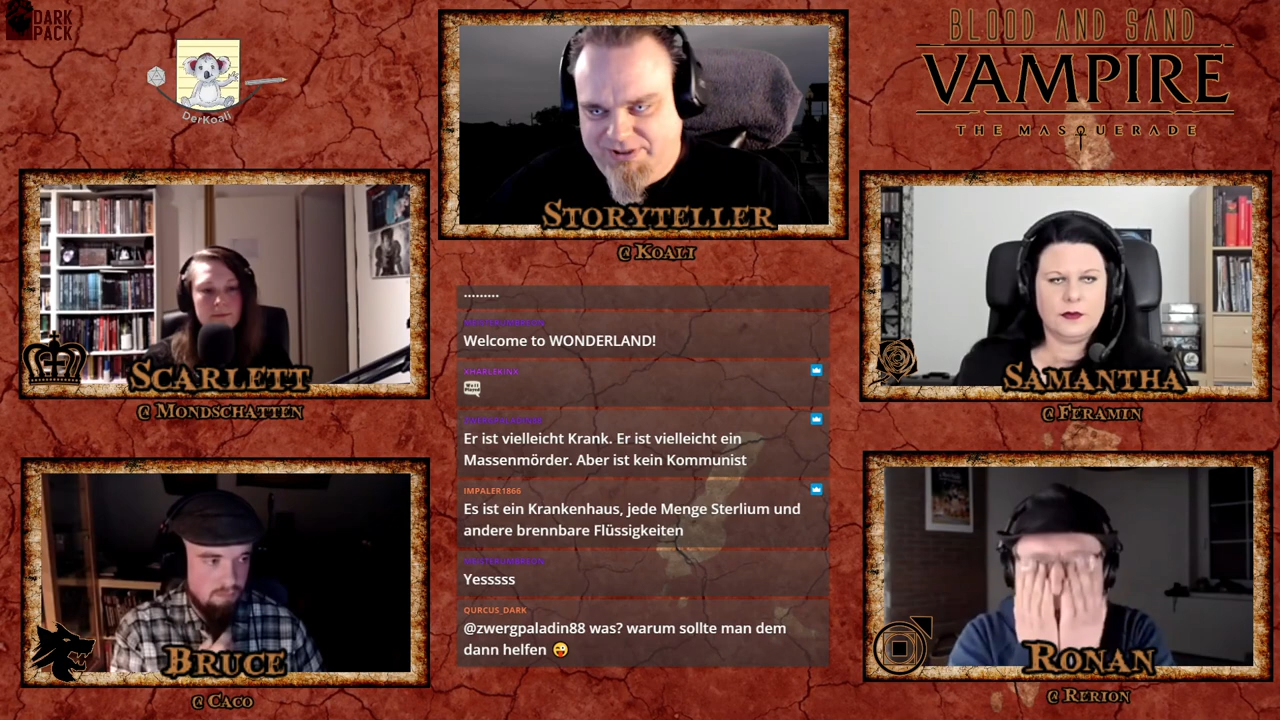 DARK
PACK
DerKoali
BLOOD AND SAND
VAMPIRE
THE MASQUERADE
STORYTELLER
@ KOALI
SCARLETT
@ MONDSCHATTEN
SAMANTHA
@ FERAMIN
.........
Welcome to WONDERLAND!
XHARLEKINX
Well
Played
Er ist vielleicht Krank. Er ist vielleicht ein
Massenmörder. Aber ist kein Kommunist
IMPALER1866
Es ist ein Krankenhaus, jede Menge Sterlium und
andere brennbare Flüssigkeiten
Yesssss
QURCUS_DARK
@zwergpaladin88 was? warum sollte man dem
dann helfen 😜
BRUCE
@ CACO
RONAN
@ RERION